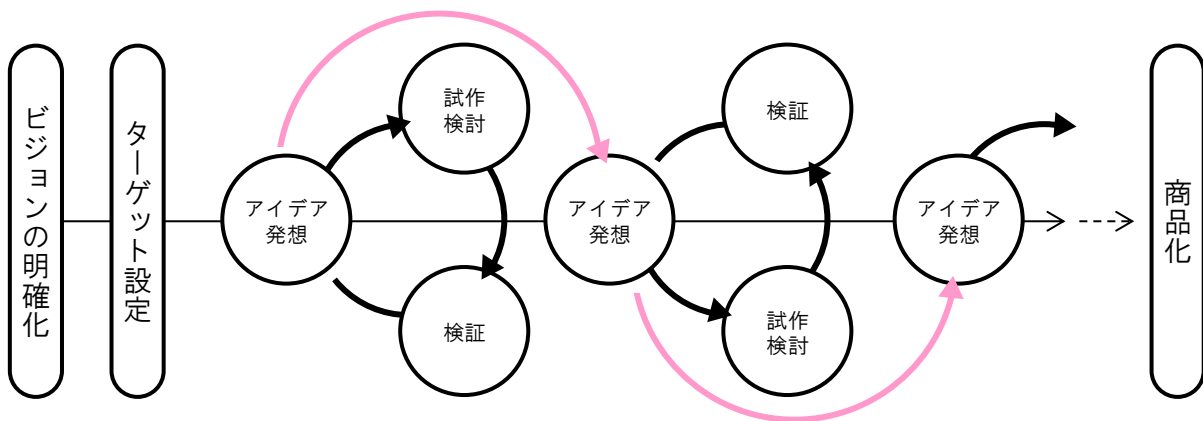 ビジョンの明確化
ターゲット設定
アイデア
発想
試作
検討
検証
アイデア
発想
検証
試作
検討
アイデア
発想
商品化